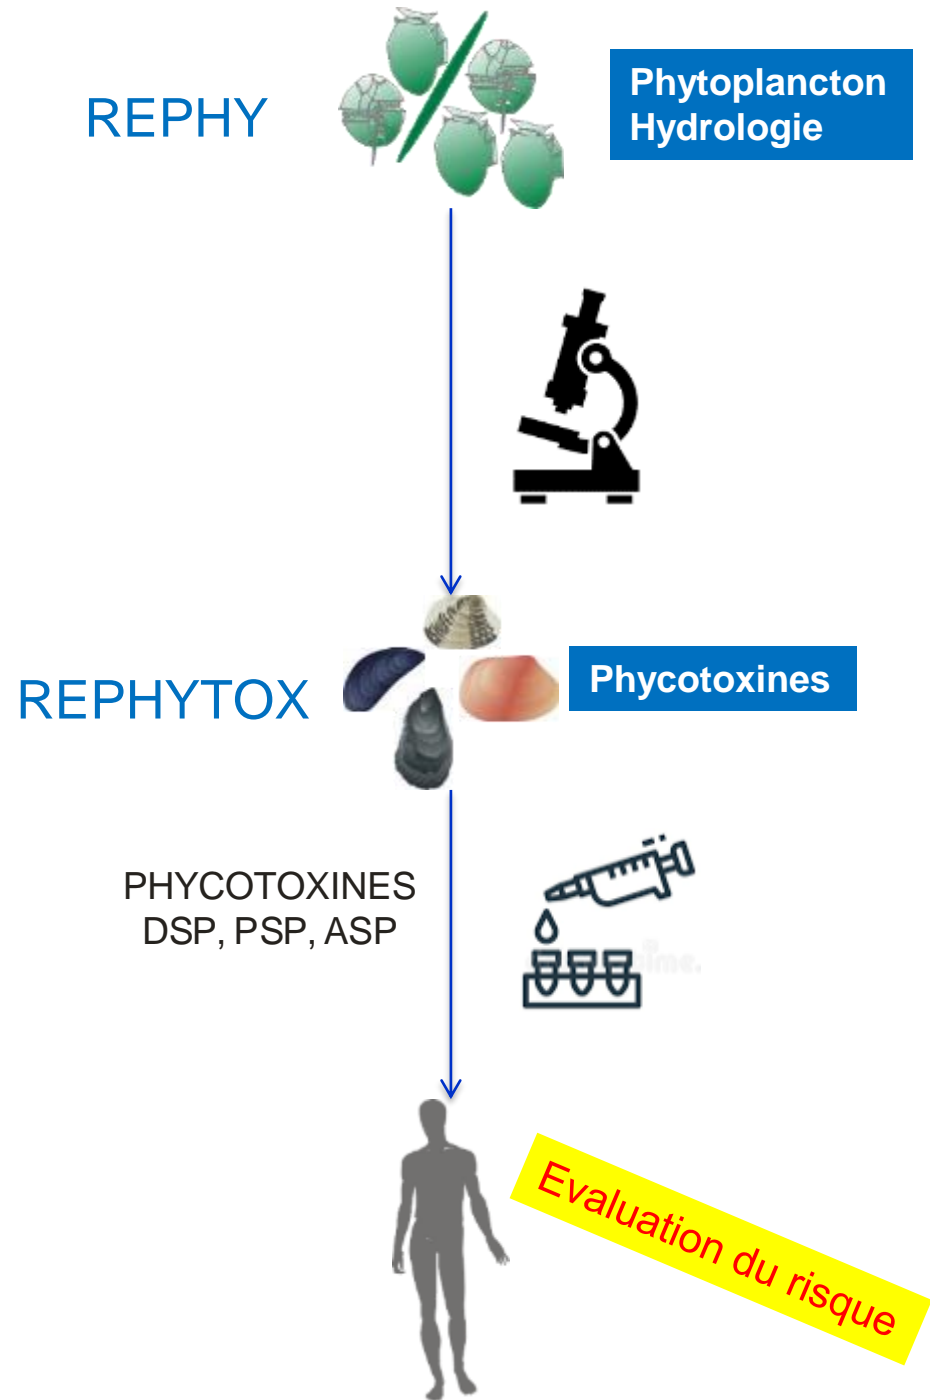 REPHY
Phytoplancton
Hydrologie
REPHYTOX
Phycotoxines
PHYCOTOXINES
DSP, PSP, ASP
Evaluation du risque